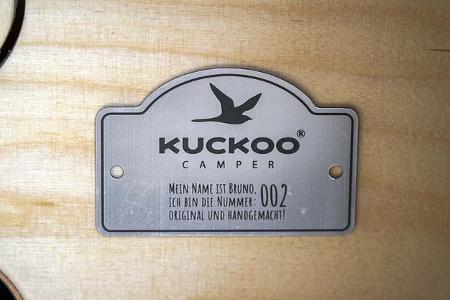 KUCKOO®
CAMPER
MEIN NAME IST BRUNO,
ICH BIN DIE NUMMER: 002
ORIGINAL UND HANDGEMACHT!